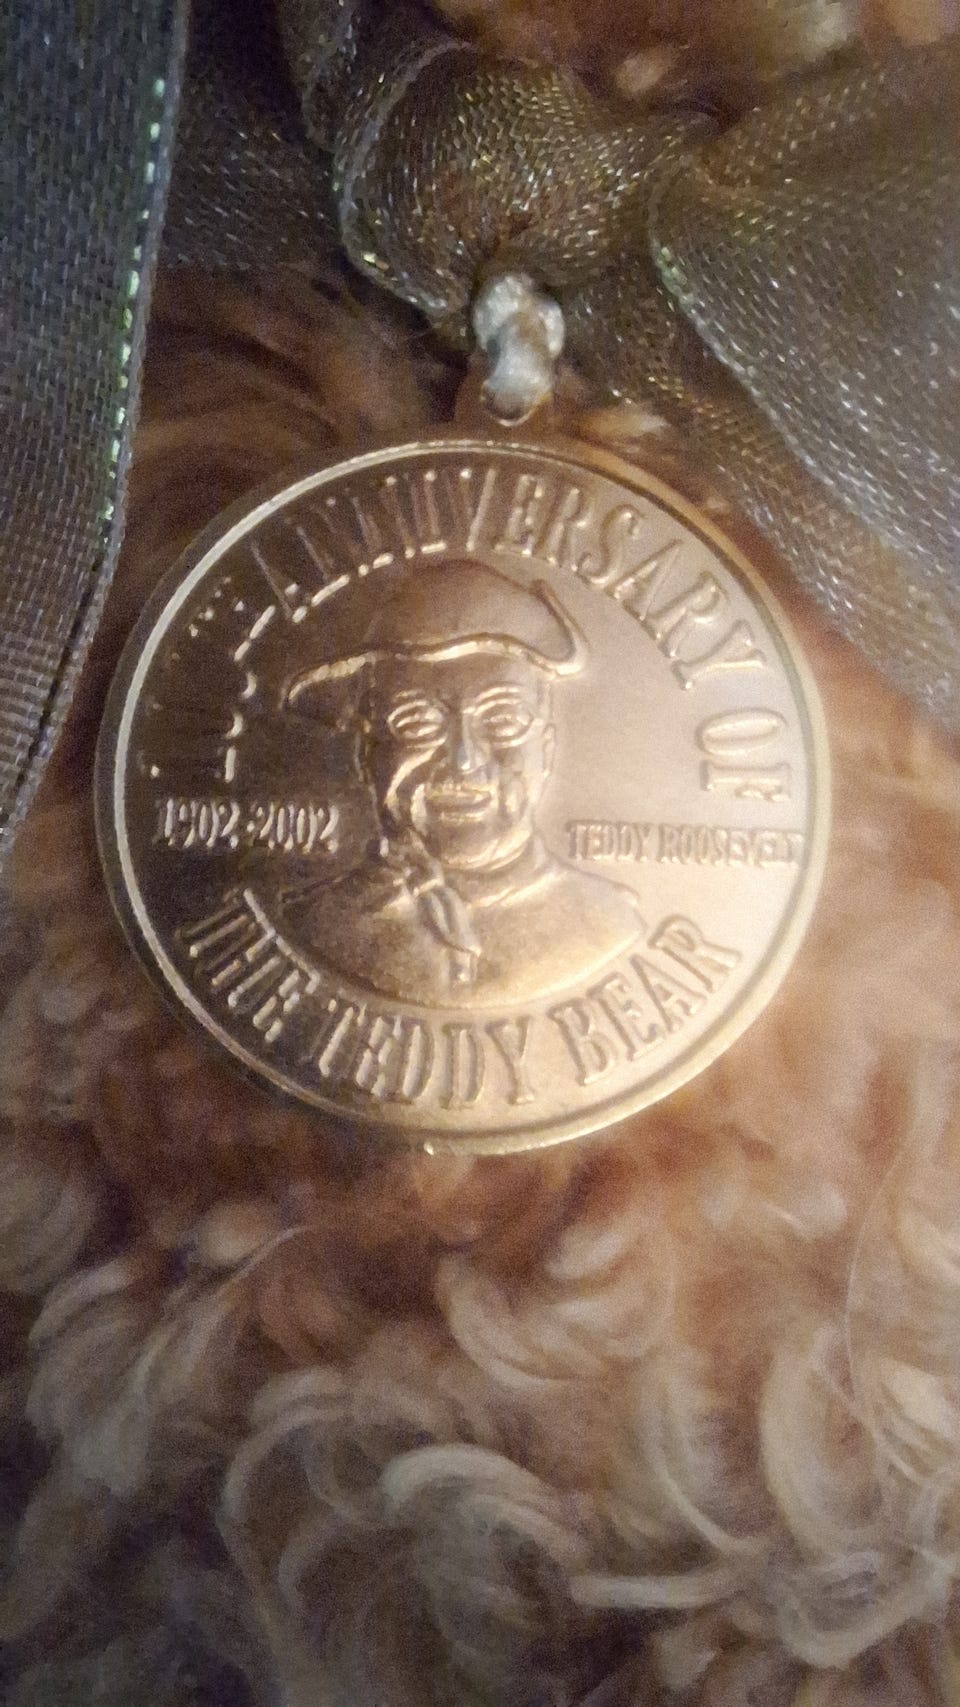 ANNIVERSARY OF
1902-2002
TEDDY ROOSEVELT
THE TEDDY BEAR